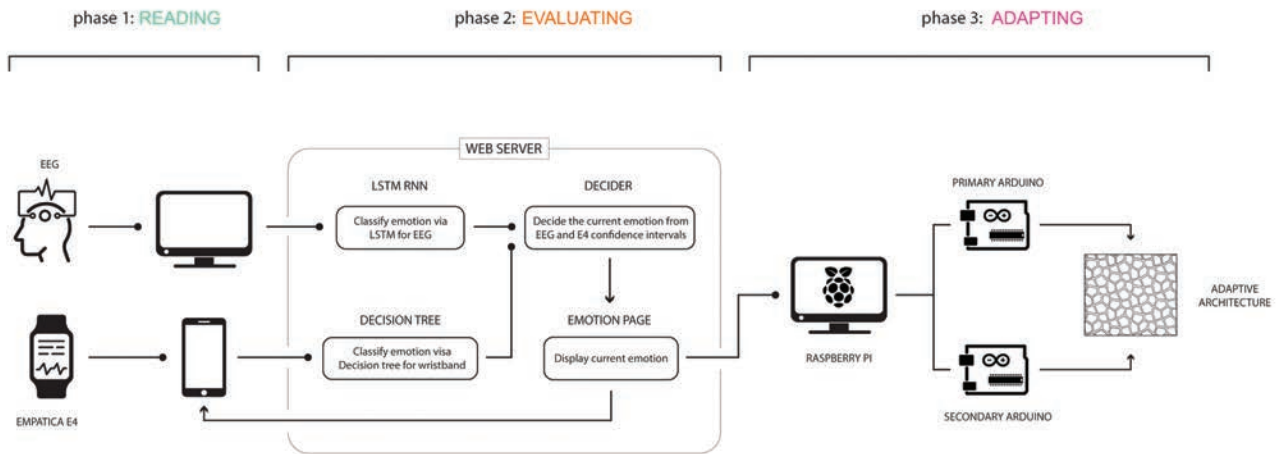 phase 1: READING
phase 2: EVALUATING
phase 3: ADAPTING
WEB SERVER
EEG
LSTM RNN
Classify emotion via
LSTM for EEG
DECIDER
Decide the current emotion from
EEG and E4 confidence intervals
DECISION TREE
Classify emotion visa
Decision tree for wristband
EMOTION PAGE
Display current emotion
EMPATICA E4
RASPBERRY PI
PRIMARY ARDUINO
SECONDARY ARDUINO
ADAPTIVE
ARCHITECTURE